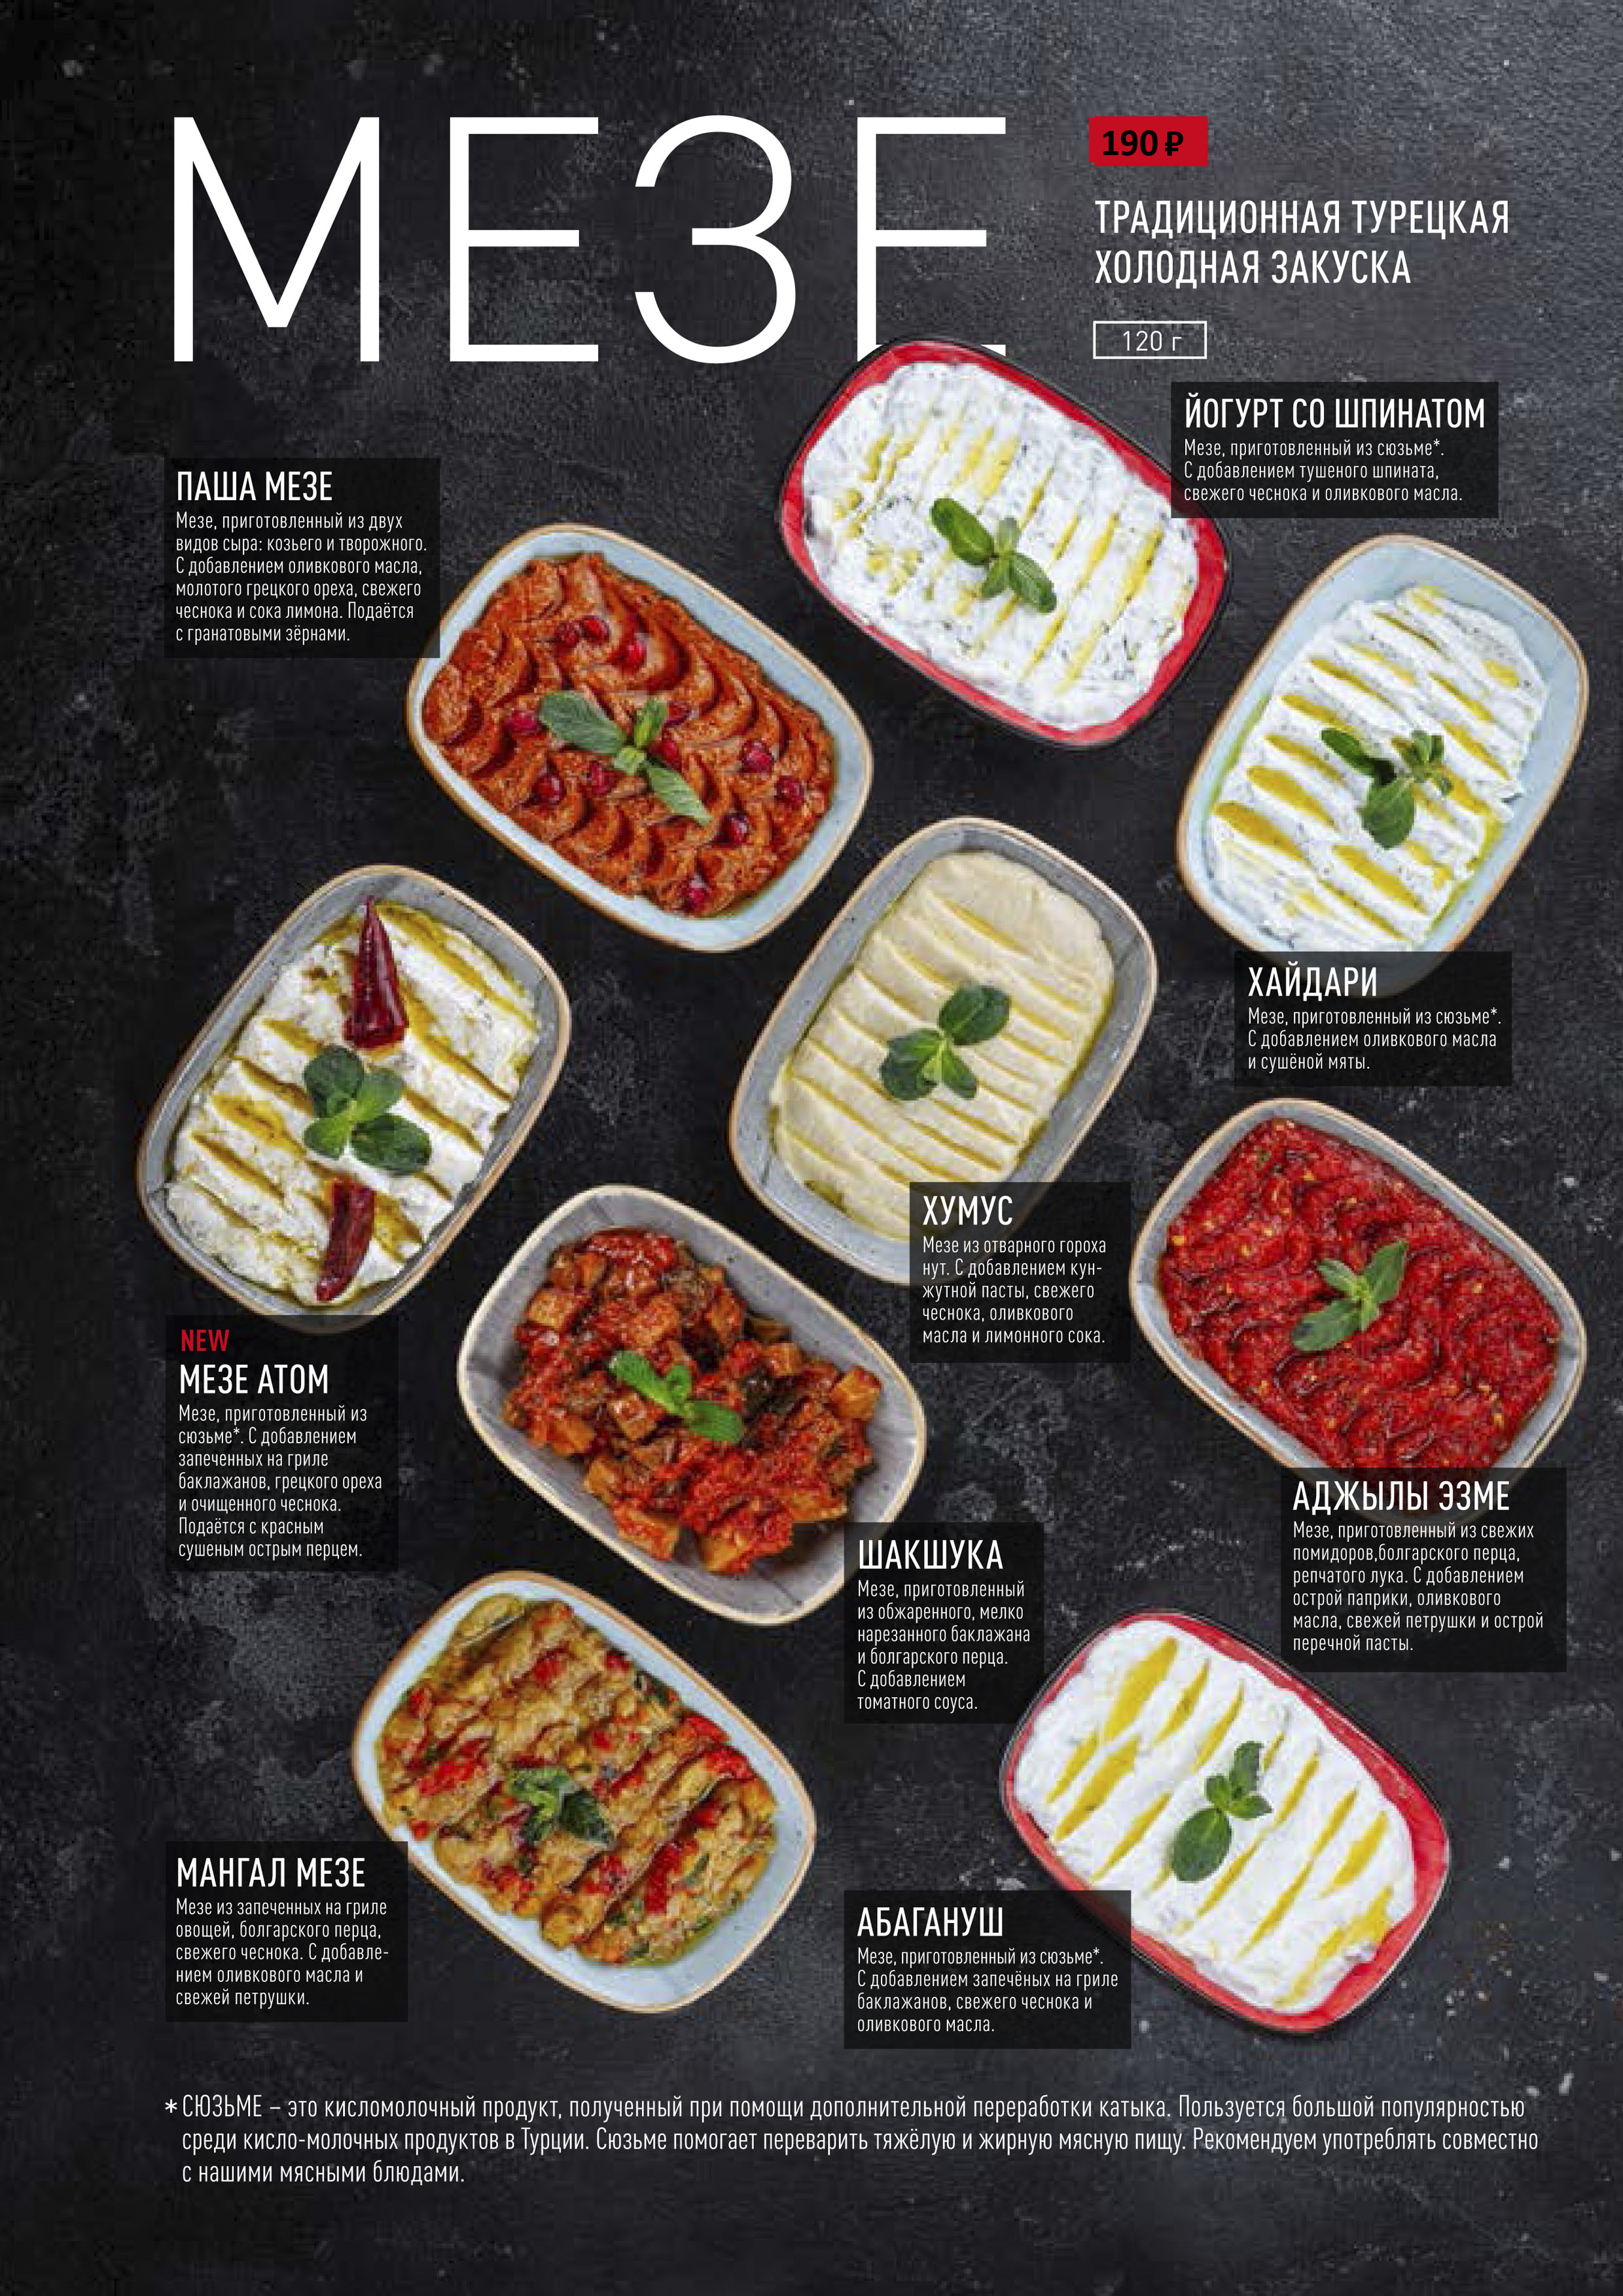 МЕЗЕ
190 ₽
ТРАДИЦИОННАЯ ТУРЕЦКАЯ
ХОЛОДНАЯ ЗАКУСКА
120 г
ЙОГУРТ СО ШПИНАТОМ
Мезе, приготовленный из сюзьме*.
С добавлением тушеного шпината,
свежего чеснока и оливкового масла.
ПАША МЕЗЕ
Мезе, приготовленный из двух
видов сыра: козьего и творожного.
С добавлением оливкового масла,
молотого грецкого ореха, свежего
чеснока и сока лимона. Подаётся
с гранатовыми зёрнами.
ХАЙДАРИ
Мезе, приготовленный из сюзьме*.
С добавлением оливкового масла
и сушёной мяты.
ХУМУС
Мезе из отварного гороха
нут. С добавлением кун-
жутной пасты, свежего
чеснока, оливкового
масла и лимонного сока.
NEW
МЕЗЕ АТОМ
Мезе, приготовленный из
сюзьме*. С добавлением
запеченных на гриле
баклажанов, грецкого ореха
и очищенного чеснока.
Подаётся с красным
сушеным острым перцем.
АДЖЫЛЫ ЭЗМЕ
Мезе, приготовленный из свежих
помидоров,болгарского перца,
репчатого лука. С добавлением
острой паприки, оливкового
масла, свежей петрушки и острой
перечной пасты.
ШАКШУКА
Мезе, приготовленный
из обжаренного, мелко
нарезанного баклажана
и болгарского перца.
С добавлением
томатного соуса.
МАНГАЛ МЕЗЕ
Мезе из запеченных на гриле
овощей, болгарского перца,
свежего чеснока. С добавле-
нием оливкового масла и
свежей петрушки.
АБАГАНУШ
Мезе, приготовленный из сюзьме*.
С добавлением запечёных на гриле
баклажанов, свежего чеснока и
оливкового масла.
* СЮЗЬМЕ – это кисломолочный продукт, полученный при помощи дополнительной переработки катыка. Пользуется большой популярностью
среди кисло-молочных продуктов в Турции. Сюзьме помогает переварить тяжёлую и жирную мясную пищу. Рекомендуем употреблять совместно
с нашими мясными блюдами.